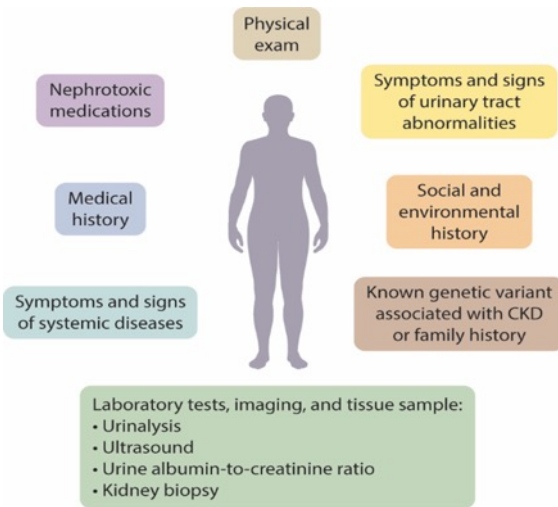 Physical
exam
Nephrotoxic
medications
Symptoms and signs
of urinary tract
abnormalities
Medical
history
Social and
environmental
history
Symptoms and signs
of systemic diseases
Known genetic variant
associated with CKD
or family history
Laboratory tests, imaging, and tissue sample:
• Urinalysis
• Ultrasound
• Urine albumin-to-creatinine ratio
• Kidney biopsy